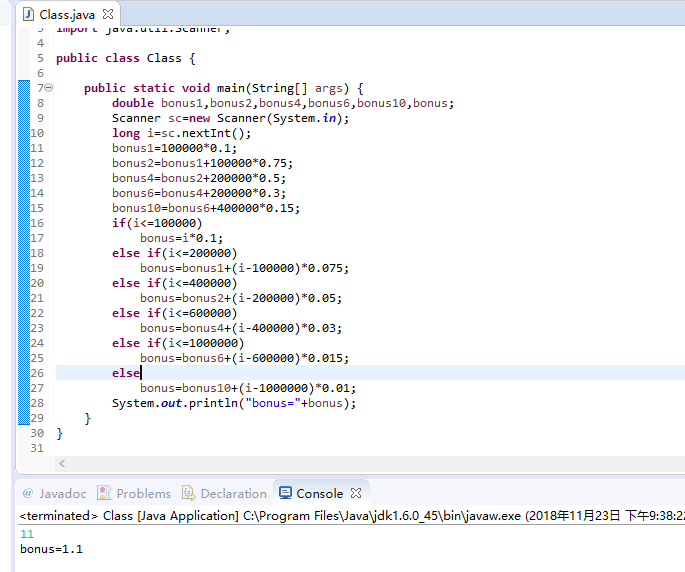 Class.java
3 import java.util.Scanner;
4
5 public class Class {
6
7 public static void main(String[] args) {
8 double bonus1,bonus2,bonus4,bonus6,bonus10,bonus;
9 Scanner sc=new Scanner(System.in);
10 long i=sc.nextInt();
11 bonus1=100000*0.1;
12 bonus2=bonus1+100000*0.75;
13 bonus4=bonus2+200000*0.5;
14 bonus6=bonus4+200000*0.3;
15 bonus10=bonus6+400000*0.15;
16 if(i<=100000)
17 bonus=i*0.1;
18 else if(i<=200000)
19 bonus=bonus1+(i-100000)*0.075;
20 else if(i<=400000)
21 bonus=bonus2+(i-200000)*0.05;
22 else if(i<=600000)
23 bonus=bonus4+(i-400000)*0.03;
24 else if(i<=1000000)
25 bonus=bonus6+(i-600000)*0.015;
26 else
27 bonus=bonus10+(i-1000000)*0.01;
28 System.out.println("bonus="+bonus);
29 }
30 }
31
@ Javadoc Problems Declaration Console
<terminated> Class [Java Application] C:\Program Files\Java\jdk1.6.0_45\bin\javaw.exe (2018年11月23日 下午9:38:22
11
bonus=1.1